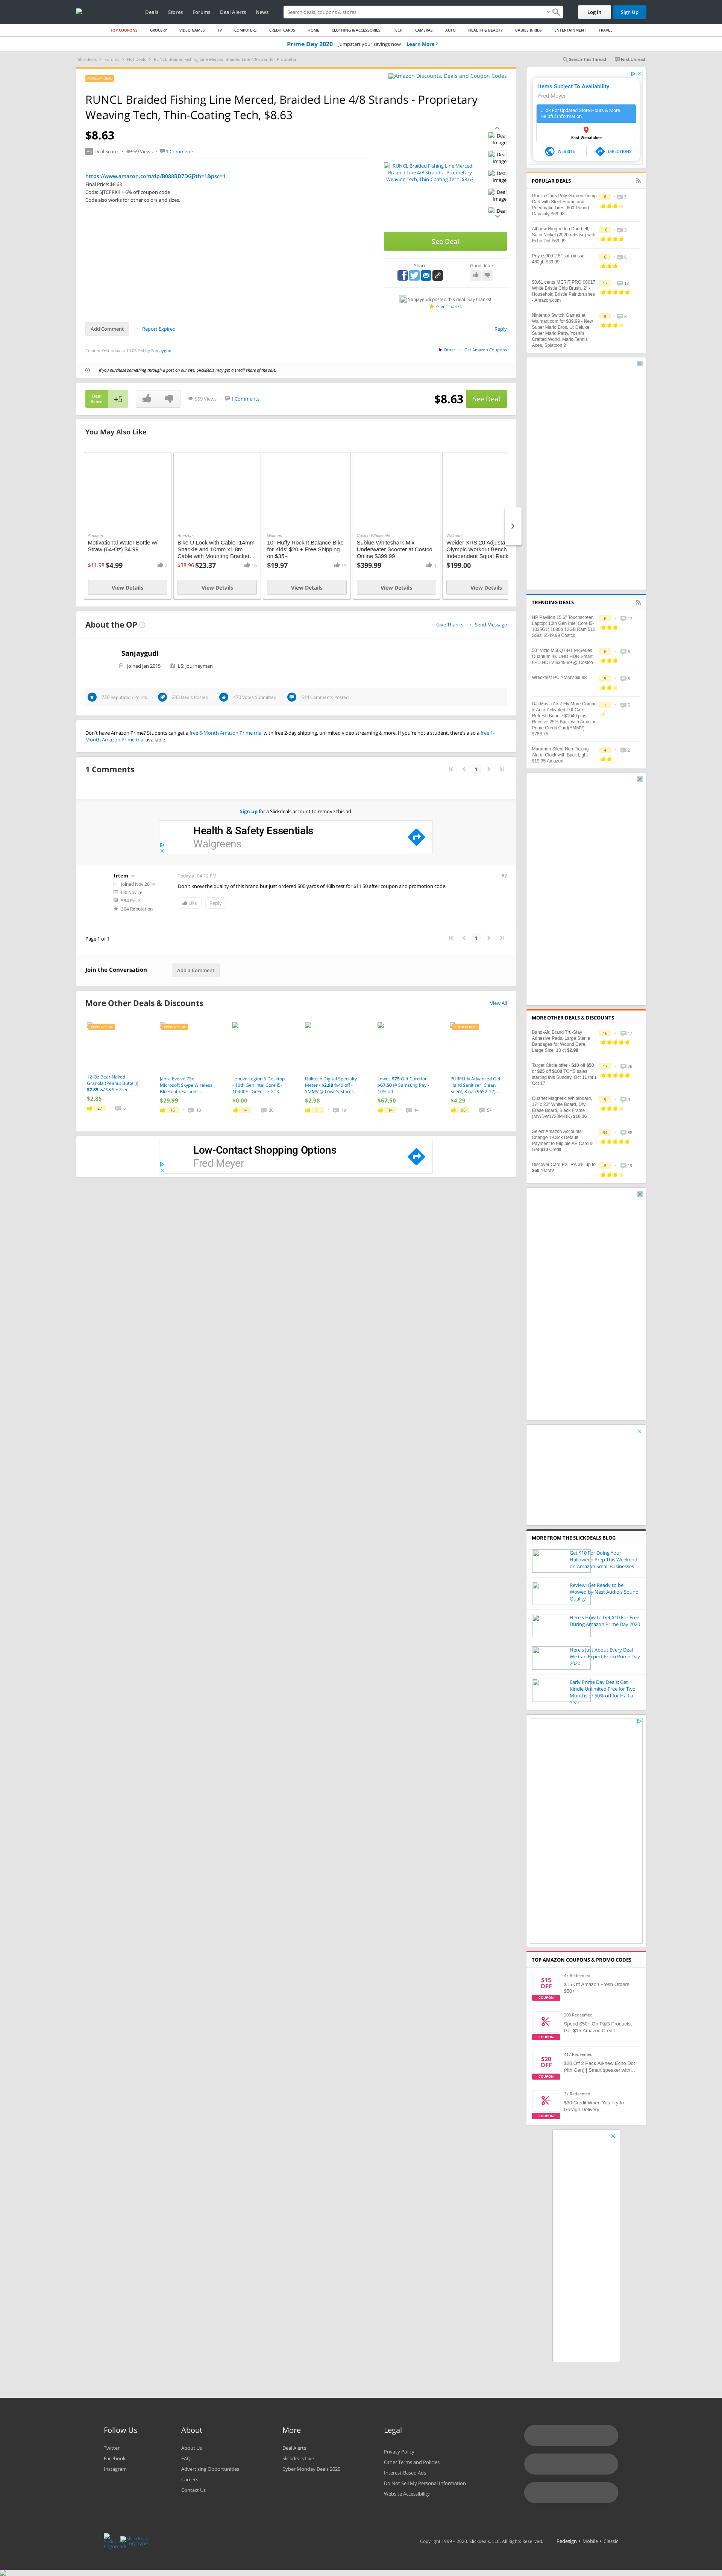 Deals Stores Forums Deal Alerts News
Search deals, coupons & stores
Log In Sign Up
TOP COUPONS GROCERY VIDEO GAMES TV COMPUTERS CREDIT CARDS HOME CLOTHING & ACCESSORIES TECH CAMERAS AUTO HEALTH & BEAUTY BABIES & KIDS ENTERTAINMENT TRAVEL
Prime Day 2020 Jumpstart your savings now Learn More
Slickdeals > Forums > Hot Deals > RUNCL Braided Fishing Line Merced, Braided Line 4/8 Strands - Proprietar...
Search This Thread First Unread
Amazon Discounts, Deals and Coupon Codes
RUNCL Braided Fishing Line Merced, Braided Line 4/8 Strands - Proprietary
Weaving Tech, Thin-Coating Tech, $8.63
$8.63
Deal Score 859 Views 1 Comments
https://www.amazon.com/dp/B0888D7DGJ?th=1&psc=1
Final Price: $8.63
Code: SJTCPRK4 + 6% off coupon code
Code also works for other colors and sizes.
RUNCL Braided Fishing Line Merced, Braided Line 4/8 Strands - Proprietary Weaving Tech, Thin-Coating Tech, $8.63
Deal image
Deal image
Deal image
Deal image
Deal
See Deal
Share
Good deal?
Sanjaygudi posted this deal. Say thanks!
Give Thanks
Add Comment Report Expired
Reply
Created Yesterday at 10:06 PM by Sanjaygudi
in Other Get Amazon Coupons
If you purchase something through a post on our site, Slickdeals may get a small share of the sale.
Deal Score +5
859 Views 1 Comments
$8.63 See Deal
You May Also Like
Amazon
Motivational Water Bottle w/ Straw (64-Oz) $4.99
$11.98 $4.99 7
View Details
Amazon
Bike U Lock with Cable -14mm Shackle and 10mm x1.8m Cable with Mounting Bracket...
$38.96 $23.37 16
View Details
Walmart
10" Huffy Rock It Balance Bike for Kids' $20 + Free Shipping on $35+
$19.97 15
View Details
Costco Wholesale
Sublue Whiteshark Mix Underwater Scooter at Costco Online $399.99
$399.99 9
View Details
Walmart
Weider XRS 20 Adjusta Olympic Workout Bench Independent Squat Rack
$199.00
View Details
About the OP
Give Thanks Send Message
Sanjaygudi
Joined Jan 2015 L5: Journeyman
720 Reputation Points 233 Deals Posted 470 Votes Submitted 514 Comments Posted
Don't have Amazon Prime? Students can get a free 6-Month Amazon Prime trial with free 2-day shipping, unlimited video streaming & more. If you're not a student, there's also a free 1-
Month Amazon Prime trial available.
1 Comments
1
Sign up for a Slickdeals account to remove this ad.
Health & Safety Essentials
Walgreens
trtem
Joined Nov 2014
L3: Novice
594 Posts
364 Reputation
Today at 04:12 PM
#2
Don't know the quality of this brand but just ordered 500 yards of 40lb test for $11.50 after coupon and promotion code.
Like Reply
Page 1 of 1
1
Join the Conversation
Add a Comment
More Other Deals & Discounts
View All
12-Oz Bear Naked Granola (Peanut Butter)) $2.85 w/ S&S + Free...
$2.85
27 6
Jabra Evolve 75e Microsoft Skype Wireless Bluetooth Earbuds...
$29.99
15 18
Lenovo Legion 5 Desktop - 10th Gen Intel Core i5-10400F - GeForce GTX...
$0.00
14 36
Utilitech Digital Specialty Meter - $2.98 %40 off - YMMV @ Lowe's Stores
$2.98
11 19
Lowes $75 Gift Card for $67.50 @ Samsung Pay - 10% off
$67.50
14 14
PURELL® Advanced Gel Hand Sanitizer, Clean Scent, 8 oz. (9652-12)...
$4.29
46 57
Low-Contact Shopping Options
Fred Meyer
Items Subject To Availability
Fred Meyer
Click For Updated Store Hours & More Helpful Information.
East Wenatchee
WEBSITE DIRECTIONS
POPULAR DEALS
Gorilla Carts Poly Garden Dump Cart with Steel Frame and Pneumatic Tires, 600-Pound Capacity $69.98
All-new Ring Video Doorbell, Satin Nickel (2020 release) with Echo Dot $69.99
Pny cs900 2.5" sata iii ssd - 480gb $39.99
$0.81 cents MERIT PRO 00017 White Bristle Chip Brush, 2" - Household Bristle Paintbrushes - Amazon.com
Nintendo Switch Games at Walmart.com for $39.99 - New Super Mario Bros. U: Deluxe, Super Mario Party, Yoshi's Crafted World, Mario Tennis Aces, Splatoon 2
TRENDING DEALS
HP Pavilion 15.6" Touchscreen Laptop; 10th Gen Intel Core i5-1035G1; 1080p 12GB Ram 512 SSD; $549.99 Costco
50" Vizio M50Q7-H1 M-Series Quantum 4K UHD HDR Smart LED HDTV $349.99 @ Costco
Wreckfest PC YMMV $9.69
DJI Mavic Air 2 Fly More Combo & Auto-Activated DJI Care Refresh Bundle $1049 plus Receive 25% Back with Amazon Prime Credit Card(YMMV) $786.75
Marathon Silent Non-Ticking Alarm Clock with Back Light - $19.95 Amazon
MORE OTHER DEALS & DISCOUNTS
Band-Aid Brand Tru-Stay Adhesive Pads, Large Sterile Bandages for Wound Care, Large Size, 10 ct $2.98
Target Circle offer - $10 off $50 or $25 off $100 TOYS sales starting this Sunday. Oct 11 thru Oct 17
Quartet Magnetic Whiteboard, 17" x 23" White Board, Dry Erase Board, Black Frame (MWDW1723M-BK) $10.16
Select Amazon Accounts: Change 1-Click Default Payment to Eligible AE Card & Get $10 Credit
Discover Card EXTRA 3% up to $60 YMMV
MORE FROM THE SLICKDEALS BLOG
Get $10 For Doing Your Halloween Prep This Weekend on Amazon Small Businesses
Review: Get Ready to be Wowed by Nest Audio's Sound Quality
Here's How to Get $10 For Free During Amazon Prime Day 2020
Here's Just About Every Deal We Can Expect From Prime Day 2020
Early Prime Day Deals: Get Kindle Unlimited Free for Two Months or 50% off for Half a Year
TOP AMAZON COUPONS & PROMO CODES
$15 OFF COUPON
4k Redeemed
$15 Off Amazon Fresh Orders $50+
COUPON
308 Redeemed
Spend $50+ On P&G Products, Get $15 Amazon Credit
$20 OFF COUPON
417 Redeemed
$20 Off 2 Pack All-new Echo Dot (4th Gen) | Smart speaker with...
COUPON
3k Redeemed
$30 Credit When You Try In-Garage Delivery
Follow Us
Twitter
Facebook
Instagram
About
About Us
FAQ
Advertising Opportunities
Careers
Contact Us
More
Deal Alerts
Slickdeals Live
Cyber Monday Deals 2020
Legal
Privacy Policy
Other Terms and Policies
Interest-Based Ads
Do Not Sell My Personal Information
Website Accessibility
Copyright 1999 - 2020. Slickdeals, LLC. All Rights Reserved. Redesign • Mobile • Classic